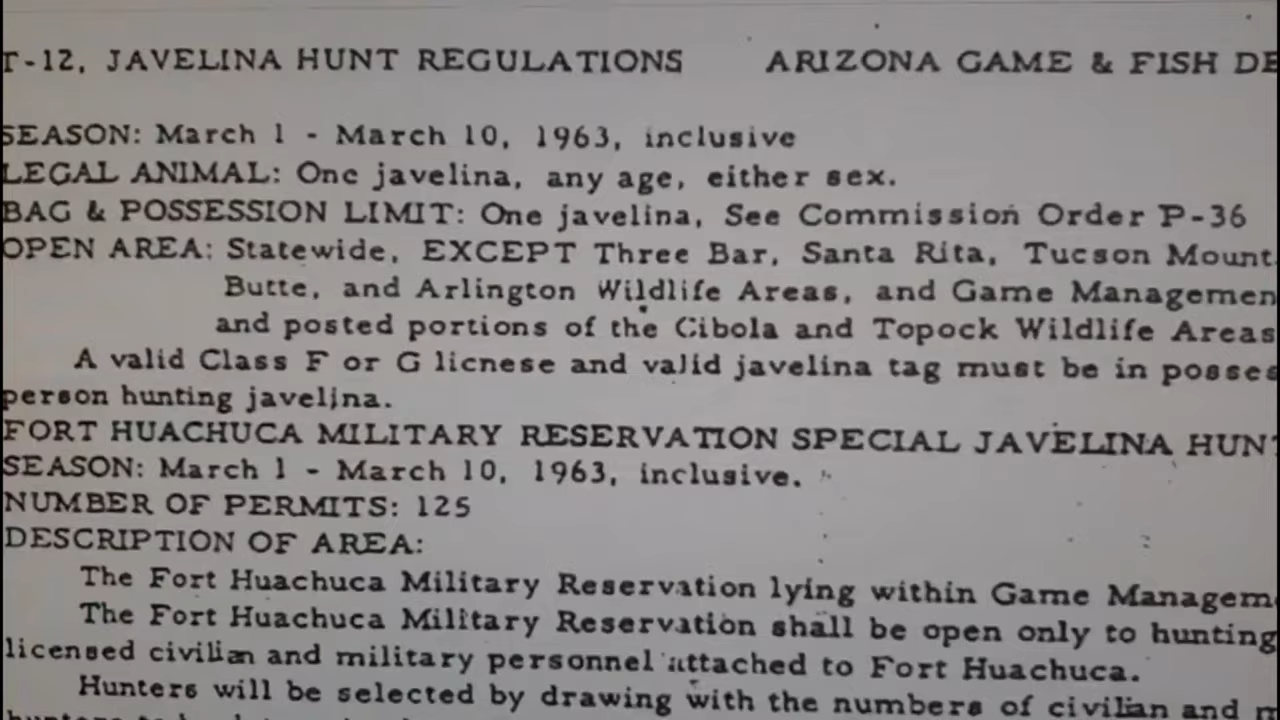 T-12, JAVELINA HUNT REGULATIONS ARIZONA GAME & FISH DE
SEASON: March 1 - March 10, 1963, inclusive
LEGAL ANIMAL: One javelina, any age, either sex.
BAG & POSSESSION LIMIT: One javelina, See Commission Order P-36
OPEN AREA: Statewide, EXCEPT Three Bar, Santa Rita, Tucson Mount
Butte, and Arlington Wildlife Areas, and Game Managemen
and posted portions of the Cibola and Topock Wildlife Areas
A valid Class F or G licnese and valid javelina tag must be in posses
person hunting javelina.
FORT HUACHUCA MILITARY RESERVATION SPECIAL JAVELINA HUNT
SEASON: March 1 - March 10, 1963, inclusive.
NUMBER OF PERMITS: 125
DESCRIPTION OF AREA:
The Fort Huachuca Military Reservation lying within Game Managem
The Fort Huachuca Military Reservation shall be open only to hunting
licensed civilian and military personnel attached to Fort Huachuca.
Hunters will be selected by drawing with the numbers of civilian and m